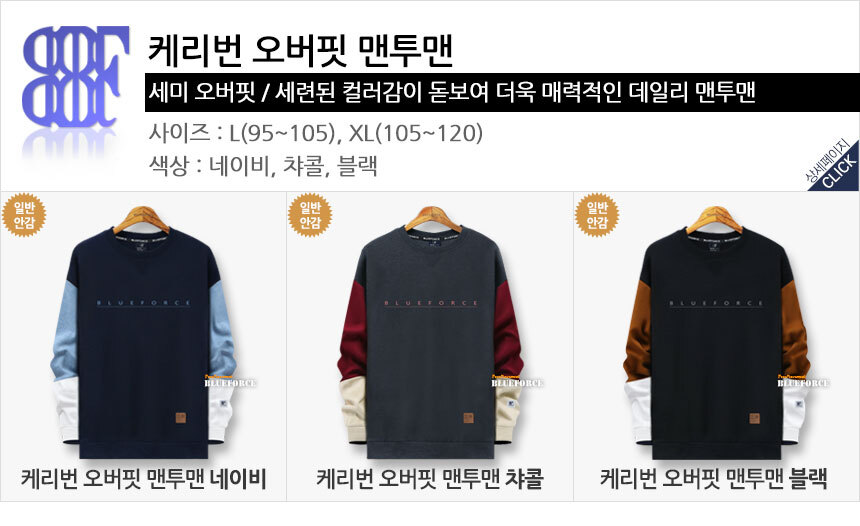 케리번 오버핏 맨투맨
세미 오버핏 / 세련된 컬러감이 돋보여 더욱 매력적인 데일리 맨투맨
사이즈 : L(95~105), XL(105~120)
색상 : 네이비, 챠콜, 블랙
상세페이지
CLICK
일반
안감
일반
안감
일반
안감
BLUEFORCE
BLUEFORCE
BLUEFORCE
BLUEFORCE
BLUEFORCE
BLUEFORCE
케리번 오버핏 맨투맨 네이비
케리번 오버핏 맨투맨 챠콜
케리번 오버핏 맨투맨 블랙